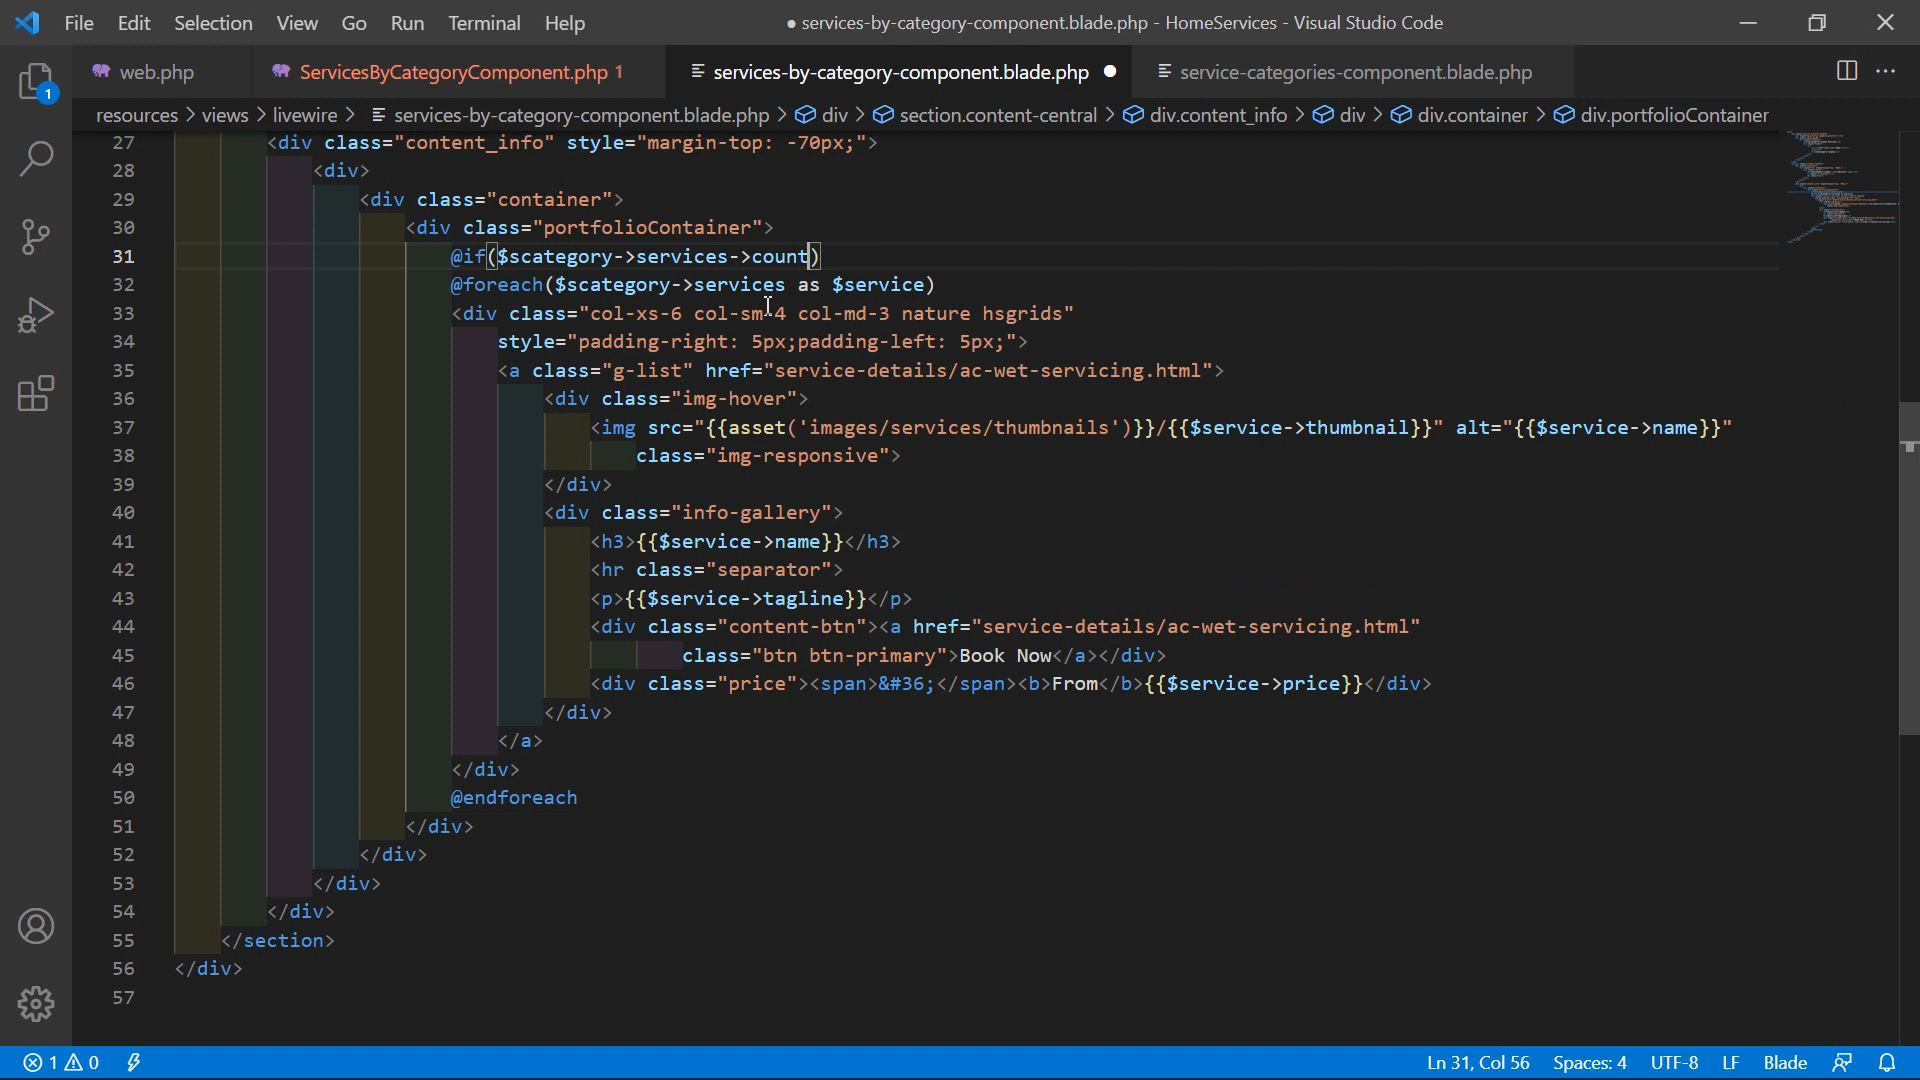 File Edit Selection View Go Run Terminal Help ● services-by-category-component.blade.php - HomeServices - Visual Studio Code
web.php ServicesByCategoryComponent.php 1 services-by-category-component.blade.php ● service-categories-component.blade.php
1
resources > views > livewire > services-by-category-component.blade.php > div > section.content-central > div.content_info > div > div.container > div.portfolioContainer
27 <div class="content_info" style="margin-top: -70px;">
28 <div>
29 <div class="container">
30 <div class="portfolioContainer">
31 @if($scategory->services->count)
32 @foreach($scategory->services as $service)
33 <div class="col-xs-6 col-sm-4 col-md-3 nature hsgrids"
34 style="padding-right: 5px;padding-left: 5px;">
35 <a class="g-list" href="service-details/ac-wet-servicing.html">
36 <div class="img-hover">
37 <img src="{{asset('images/services/thumbnails')}}/{{$service->thumbnail}}" alt="{{$service->name}}"
38 class="img-responsive">
39 </div>
40 <div class="info-gallery">
41 <h3>{{$service->name}}</h3>
42 <hr class="separator">
43 <p>{{$service->tagline}}</p>
44 <div class="content-btn"><a href="service-details/ac-wet-servicing.html"
45 class="btn btn-primary">Book Now</a></div>
46 <div class="price"><span>&#36;</span><b>From</b>{{$service->price}}</div>
47 </div>
48 </a>
49 </div>
50 @endforeach
51 </div>
52 </div>
53 </div>
54 </div>
55 </section>
56 </div>
57
1 0 Ln 31, Col 56 Spaces: 4 UTF-8 LF Blade